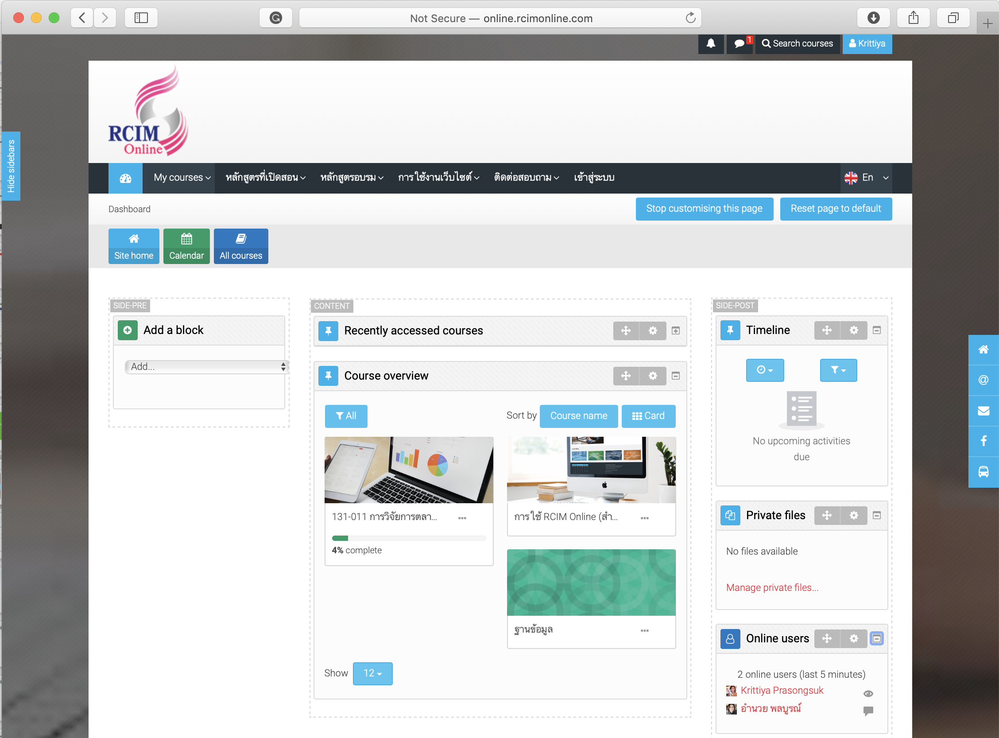 Not Secure — online.rcimonline.com
1
Search courses
Krittiya
RCIM
Online
Hide sidebars
My courses
หลักสูตรที่เปิดสอน
หลักสูตรอบรม
การใช้งานเว็บไซต์
ติดต่อสอบถาม
เข้าสู่ระบบ
En
Dashboard
Stop customising this page
Reset page to default
Site home
Calendar
All courses
SIDE-PRE
Add a block
Add...
CONTENT
Recently accessed courses
Course overview
All
Sort by
Course name
Card
131-011 การวิจัยการตลา...
4% complete
การใช้ RCIM Online (สำ...
ฐานข้อมูล
Show
12
SIDE-POST
Timeline
No upcoming activities
due
Private files
No files available
Manage private files...
Online users
2 online users (last 5 minutes)
Krittiya Prasongsuk
อำนวย พลบูรณ์